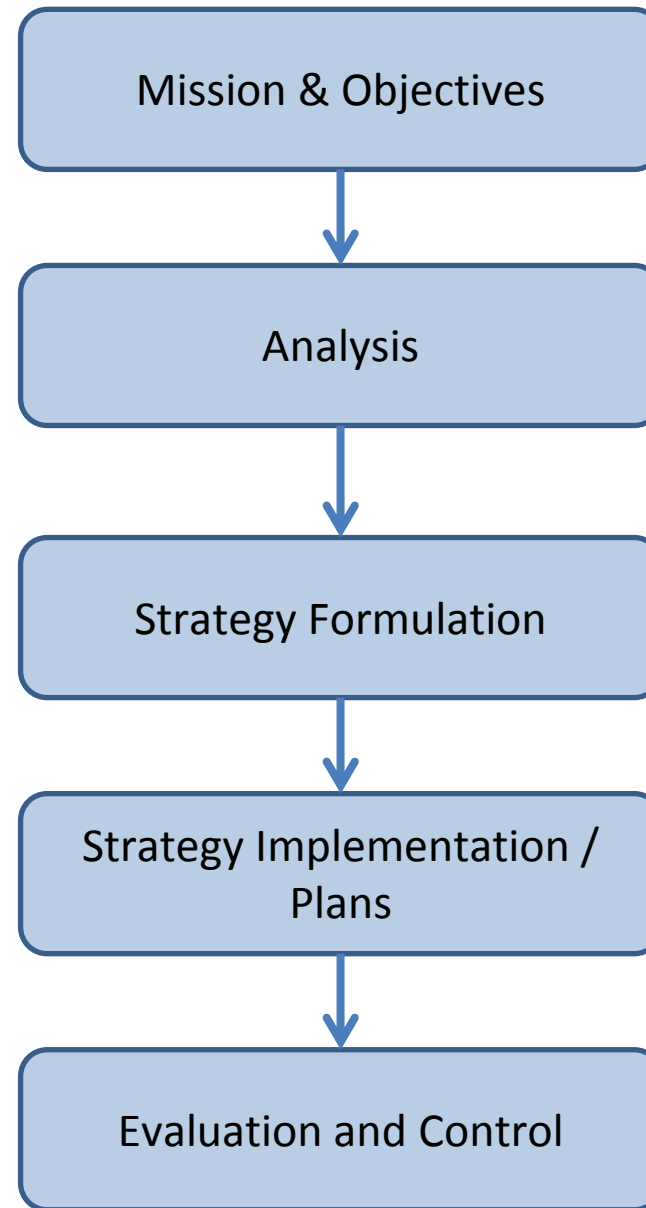 Mission & Objectives
Analysis
Strategy Formulation
Strategy Implementation /
Plans
Evaluation and Control